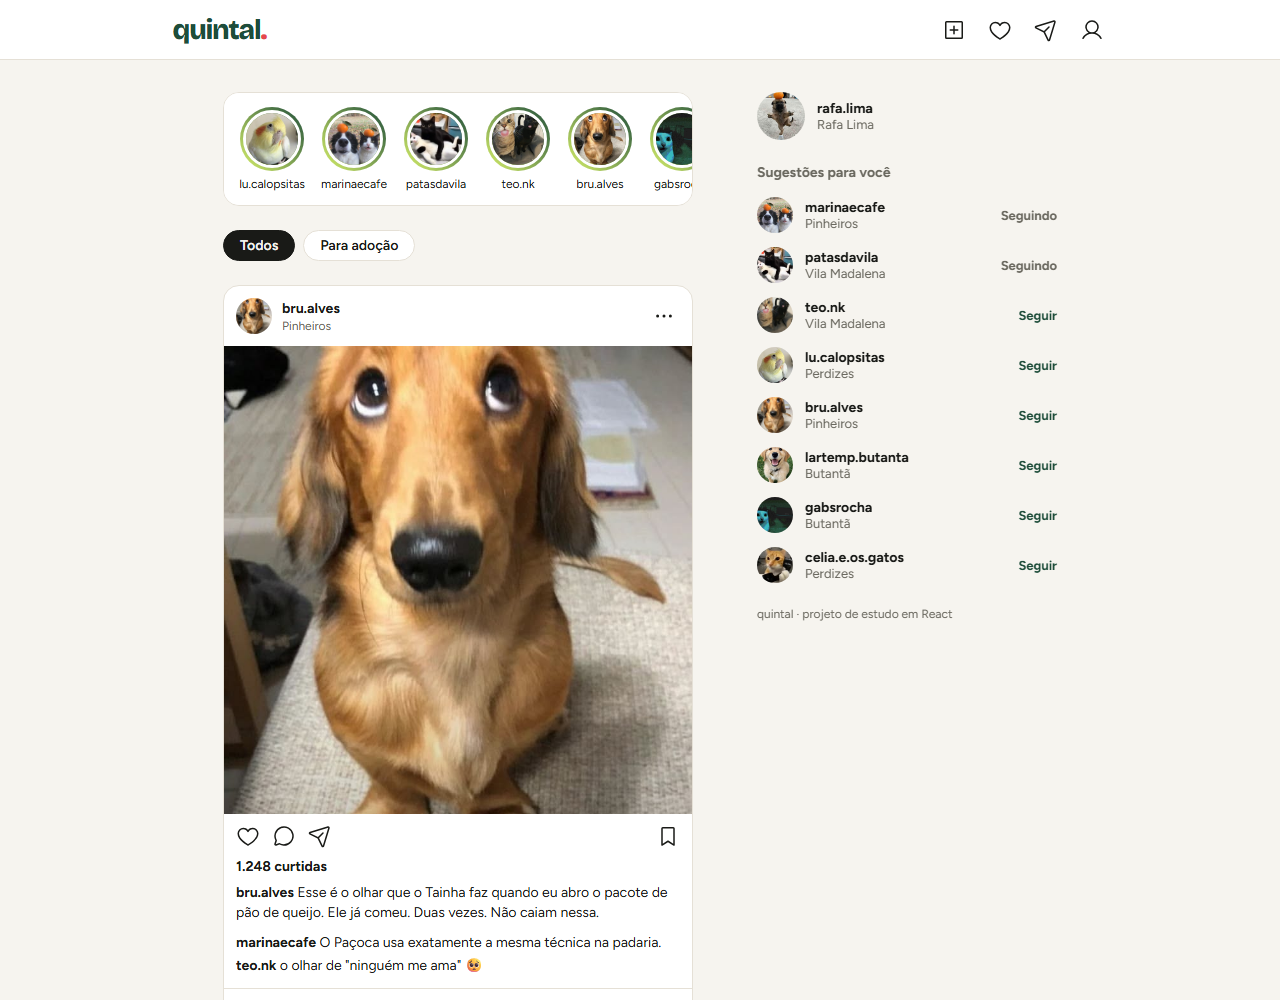 quintal.
lu.calopsitas
marinaecafe
patasdavila
teo.nk
bru.alves
gabsro
Todos
Para adoção
bru.alves
Pinheiros
1.248 curtidas
bru.alves Esse é o olhar que o Tainha faz quando eu abro o pacote de
pão de queijo. Ele já comeu. Duas vezes. Não caiam nessa.
marinaecafe O Paçoca usa exatamente a mesma técnica na padaria.
teo.nk o olhar de "ninguém me ama" 🥺
rafa.lima
Rafa Lima
Sugestões para você
marinaecafe
Pinheiros
Seguindo
patasdavila
Vila Madalena
Seguindo
teo.nk
Vila Madalena
Seguir
lu.calopsitas
Perdizes
Seguir
bru.alves
Pinheiros
Seguir
lartemp.butanta
Butantã
Seguir
gabsrocha
Butantã
Seguir
celia.e.os.gatos
Perdizes
Seguir
quintal · projeto de estudo em React